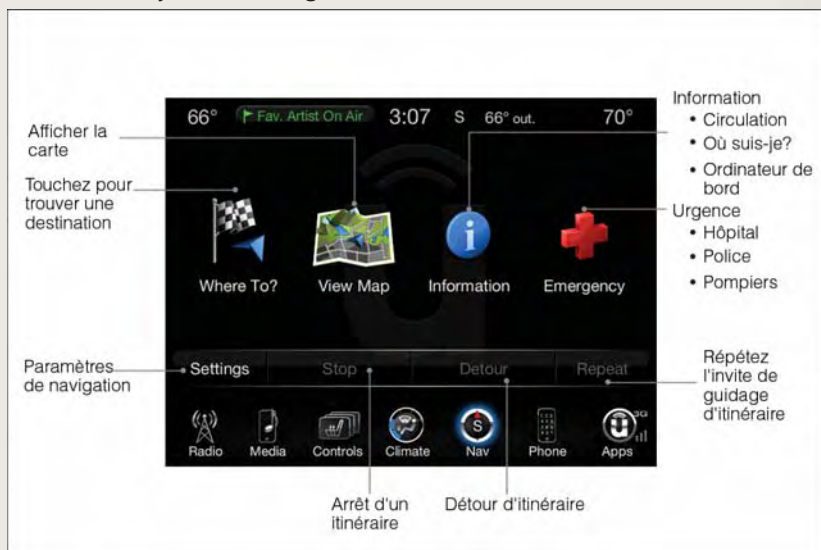 Information
• Circulation
• Où suis-je?
• Ordinateur de
bord
Urgence
• Hôpital
• Police
• Pompiers
Afficher la
carte
Touchez pour
trouver une
destination
66° Fav. Artist On Air 3:07 S 66° out. 70°
Where To? View Map Information Emergency
Paramètres
de navigation
Settings Stop Detour Repeat
Répétez
l'invite de
guidage
d'itinéraire
S
3G
Radio Media Controls Climate Nav Phone Apps
Arrêt d'un
itinéraire
Détour d'itinéraire